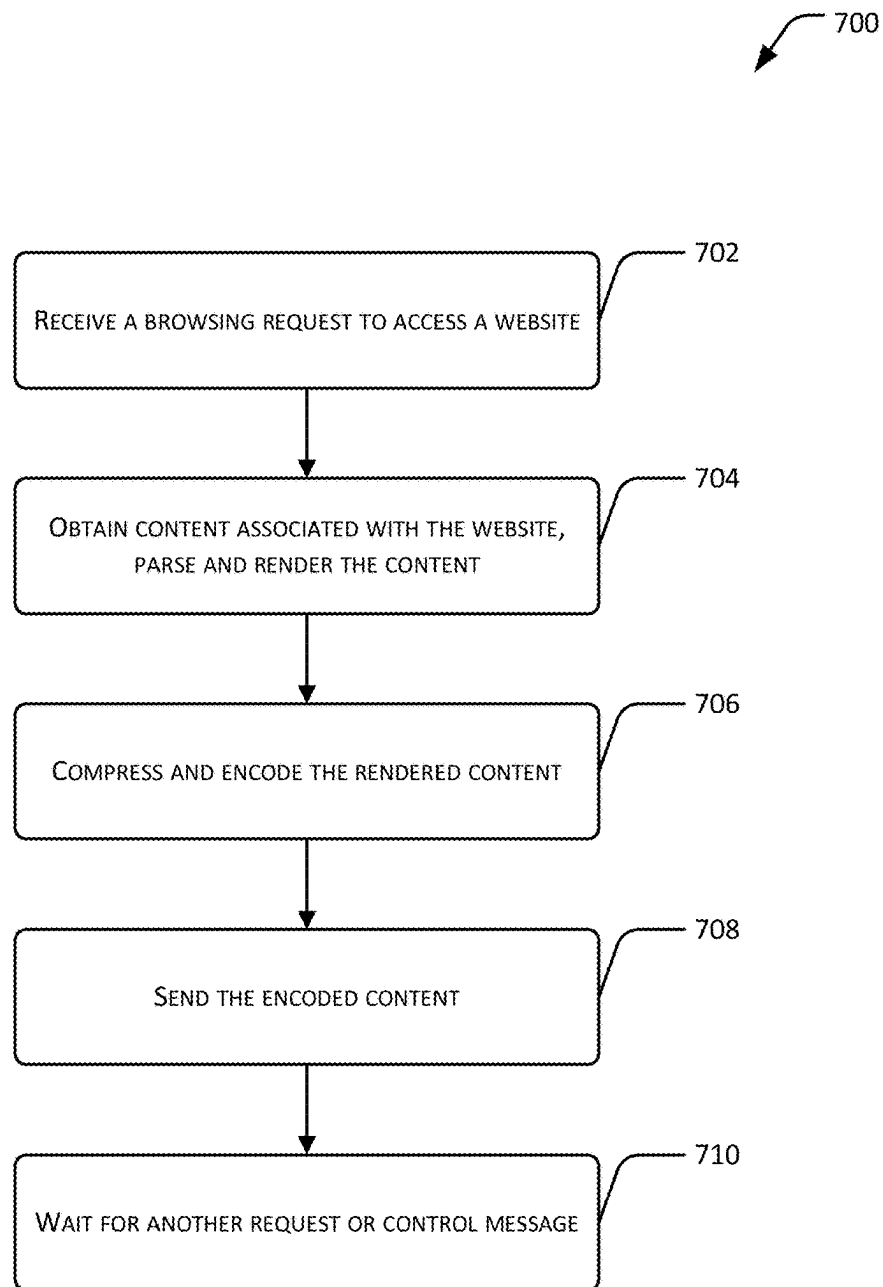 700
702
RECEIVE A BROWSING REQUEST TO ACCESS A WEBSITE
704
OBTAIN CONTENT ASSOCIATED WITH THE WEBSITE,
PARSE AND RENDER THE CONTENT
706
COMPRESS AND ENCODE THE RENDERED CONTENT
708
SEND THE ENCODED CONTENT
710
WAIT FOR ANOTHER REQUEST OR CONTROL MESSAGE